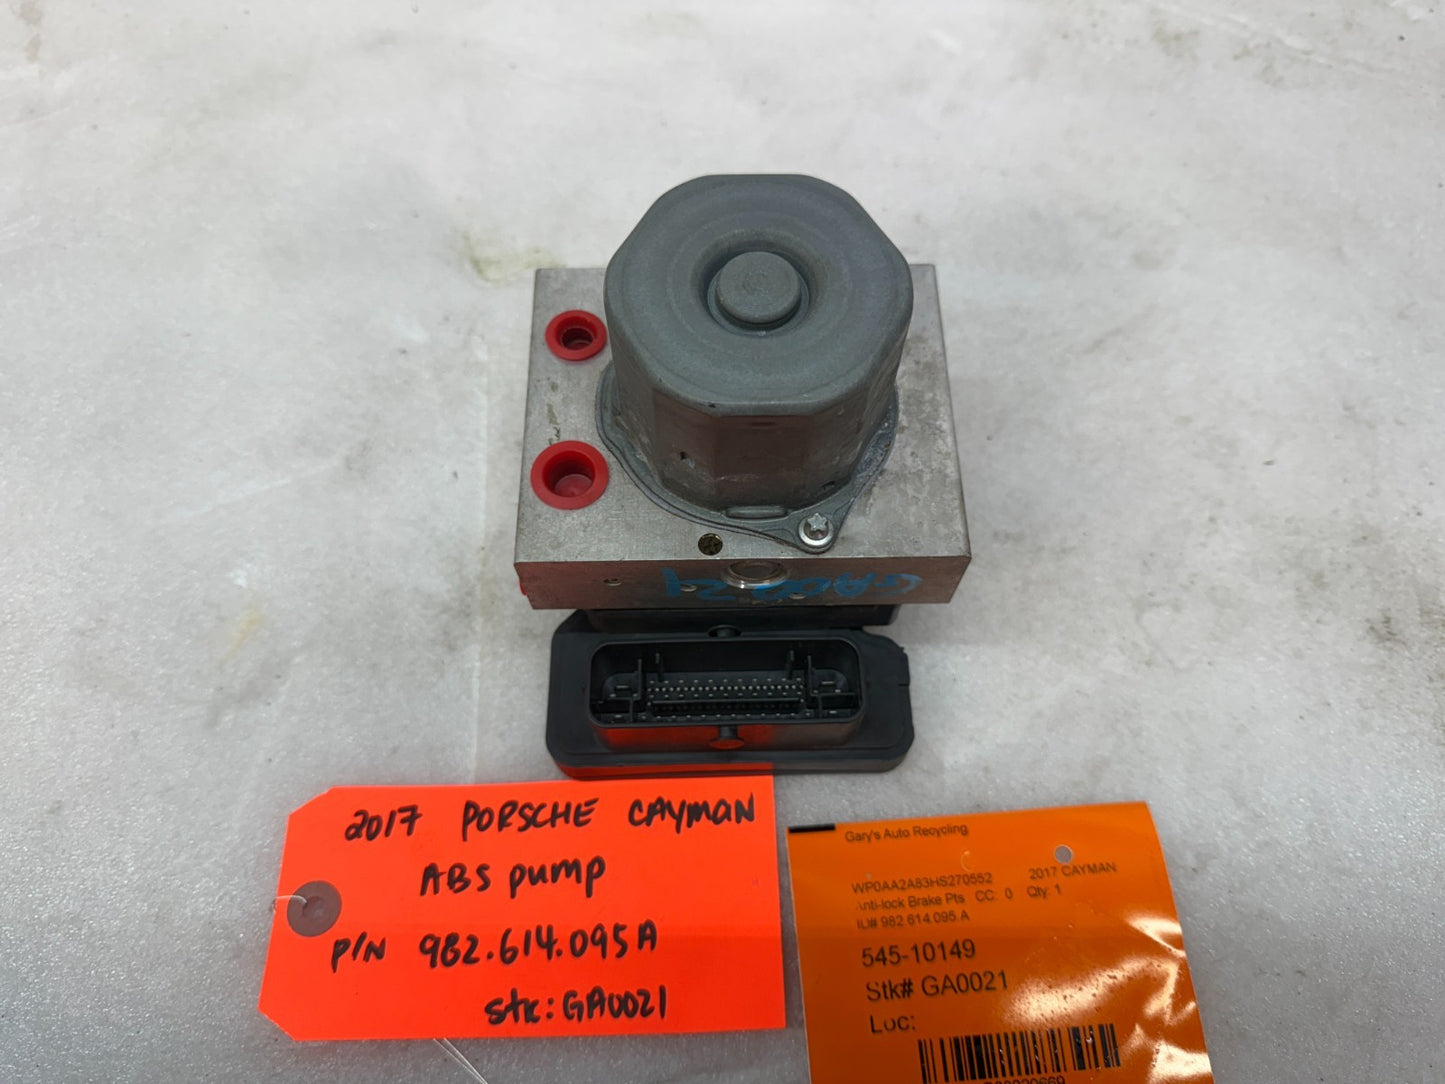 GA0021
2017 PORSCHE CAYMAN
ABS pump
P/N 982.614.095A
stk: GA0021
Gary's Auto Recycling
WP0AA2A83HS270552 2017 CAYMAN
Anti-lock Brake Pts CC: 0 Qty: 1
ID# 982 614.095.A
545-10149
Stk# GA0021
Loc: